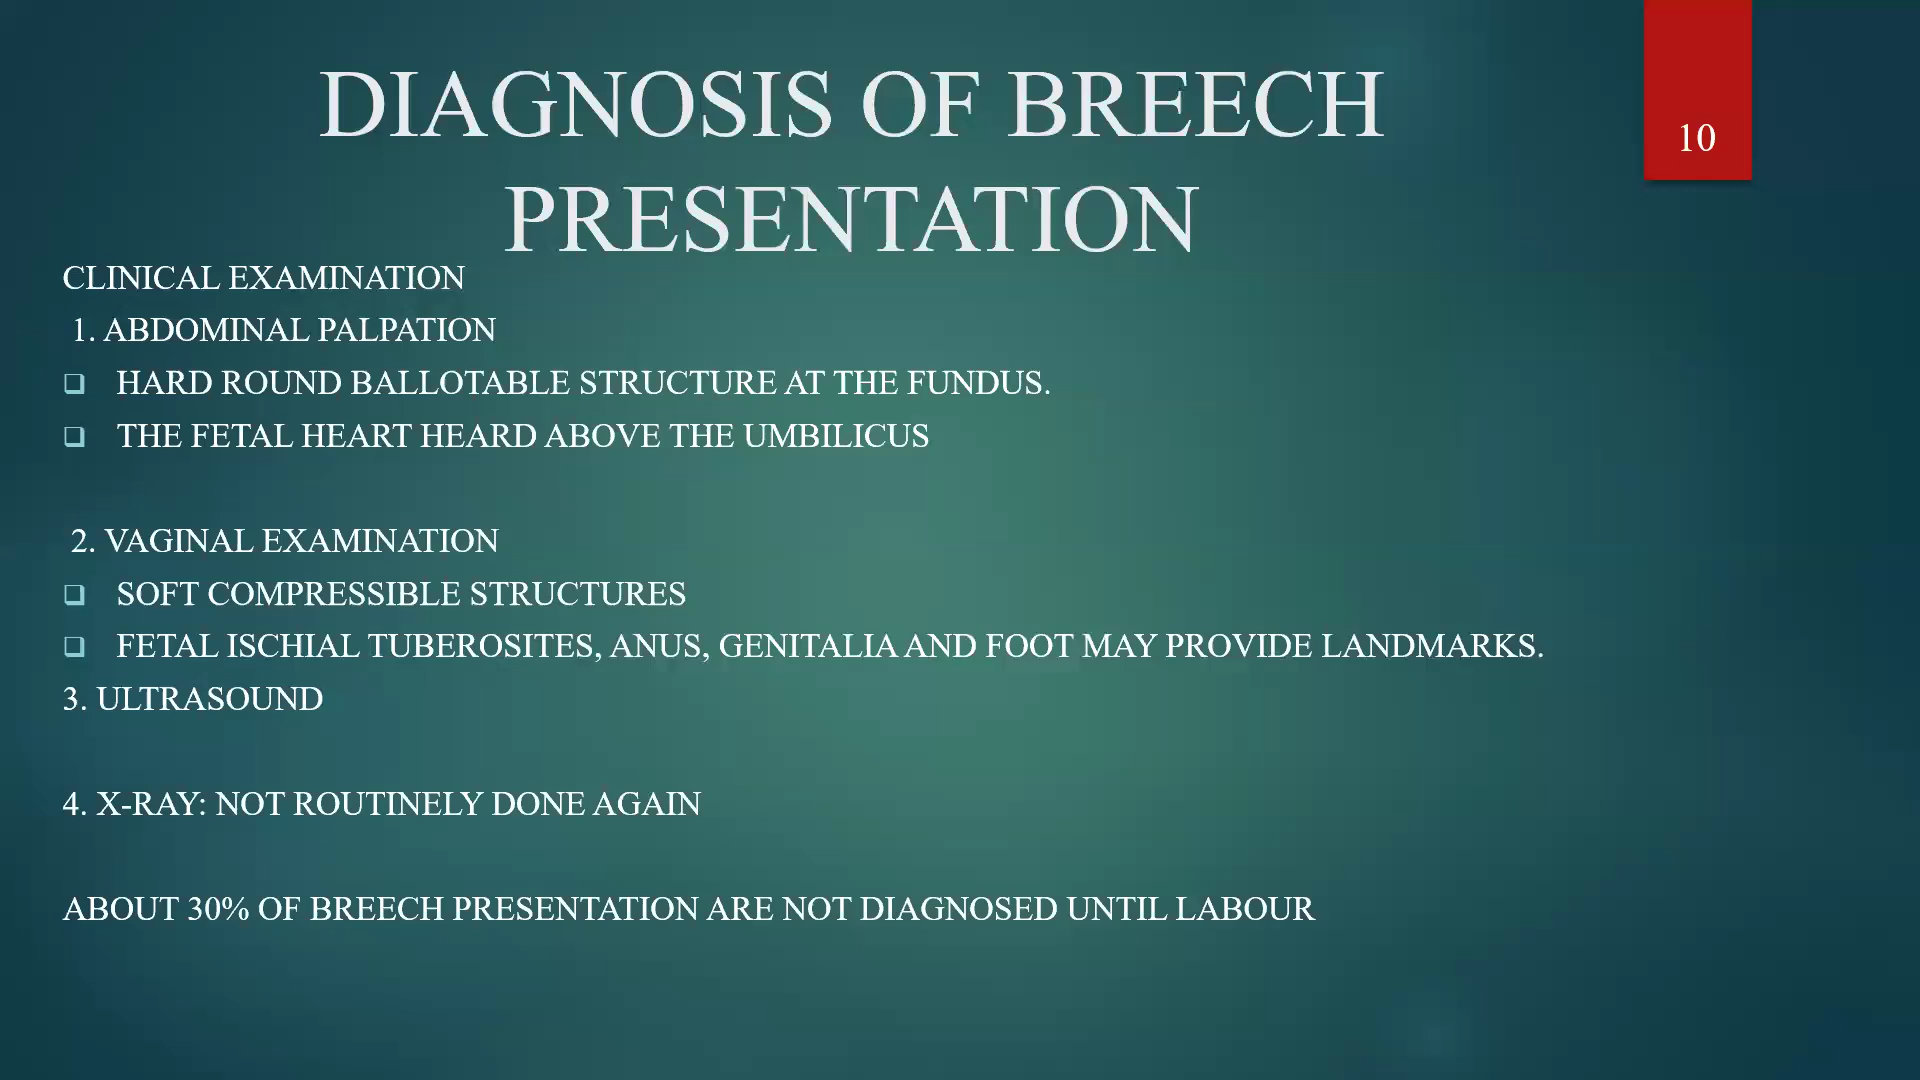 DIAGNOSIS OF BREECH
PRESENTATION
10
CLINICAL EXAMINATION
1. ABDOMINAL PALPATION
HARD ROUND BALLOTABLE STRUCTURE AT THE FUNDUS.
THE FETAL HEART HEARD ABOVE THE UMBILICUS
2. VAGINAL EXAMINATION
SOFT COMPRESSIBLE STRUCTURES
FETAL ISCHIAL TUBEROSITES, ANUS, GENITALIA AND FOOT MAY PROVIDE LANDMARKS.
3. ULTRASOUND
4. X-RAY: NOT ROUTINELY DONE AGAIN
ABOUT 30% OF BREECH PRESENTATION ARE NOT DIAGNOSED UNTIL LABOUR